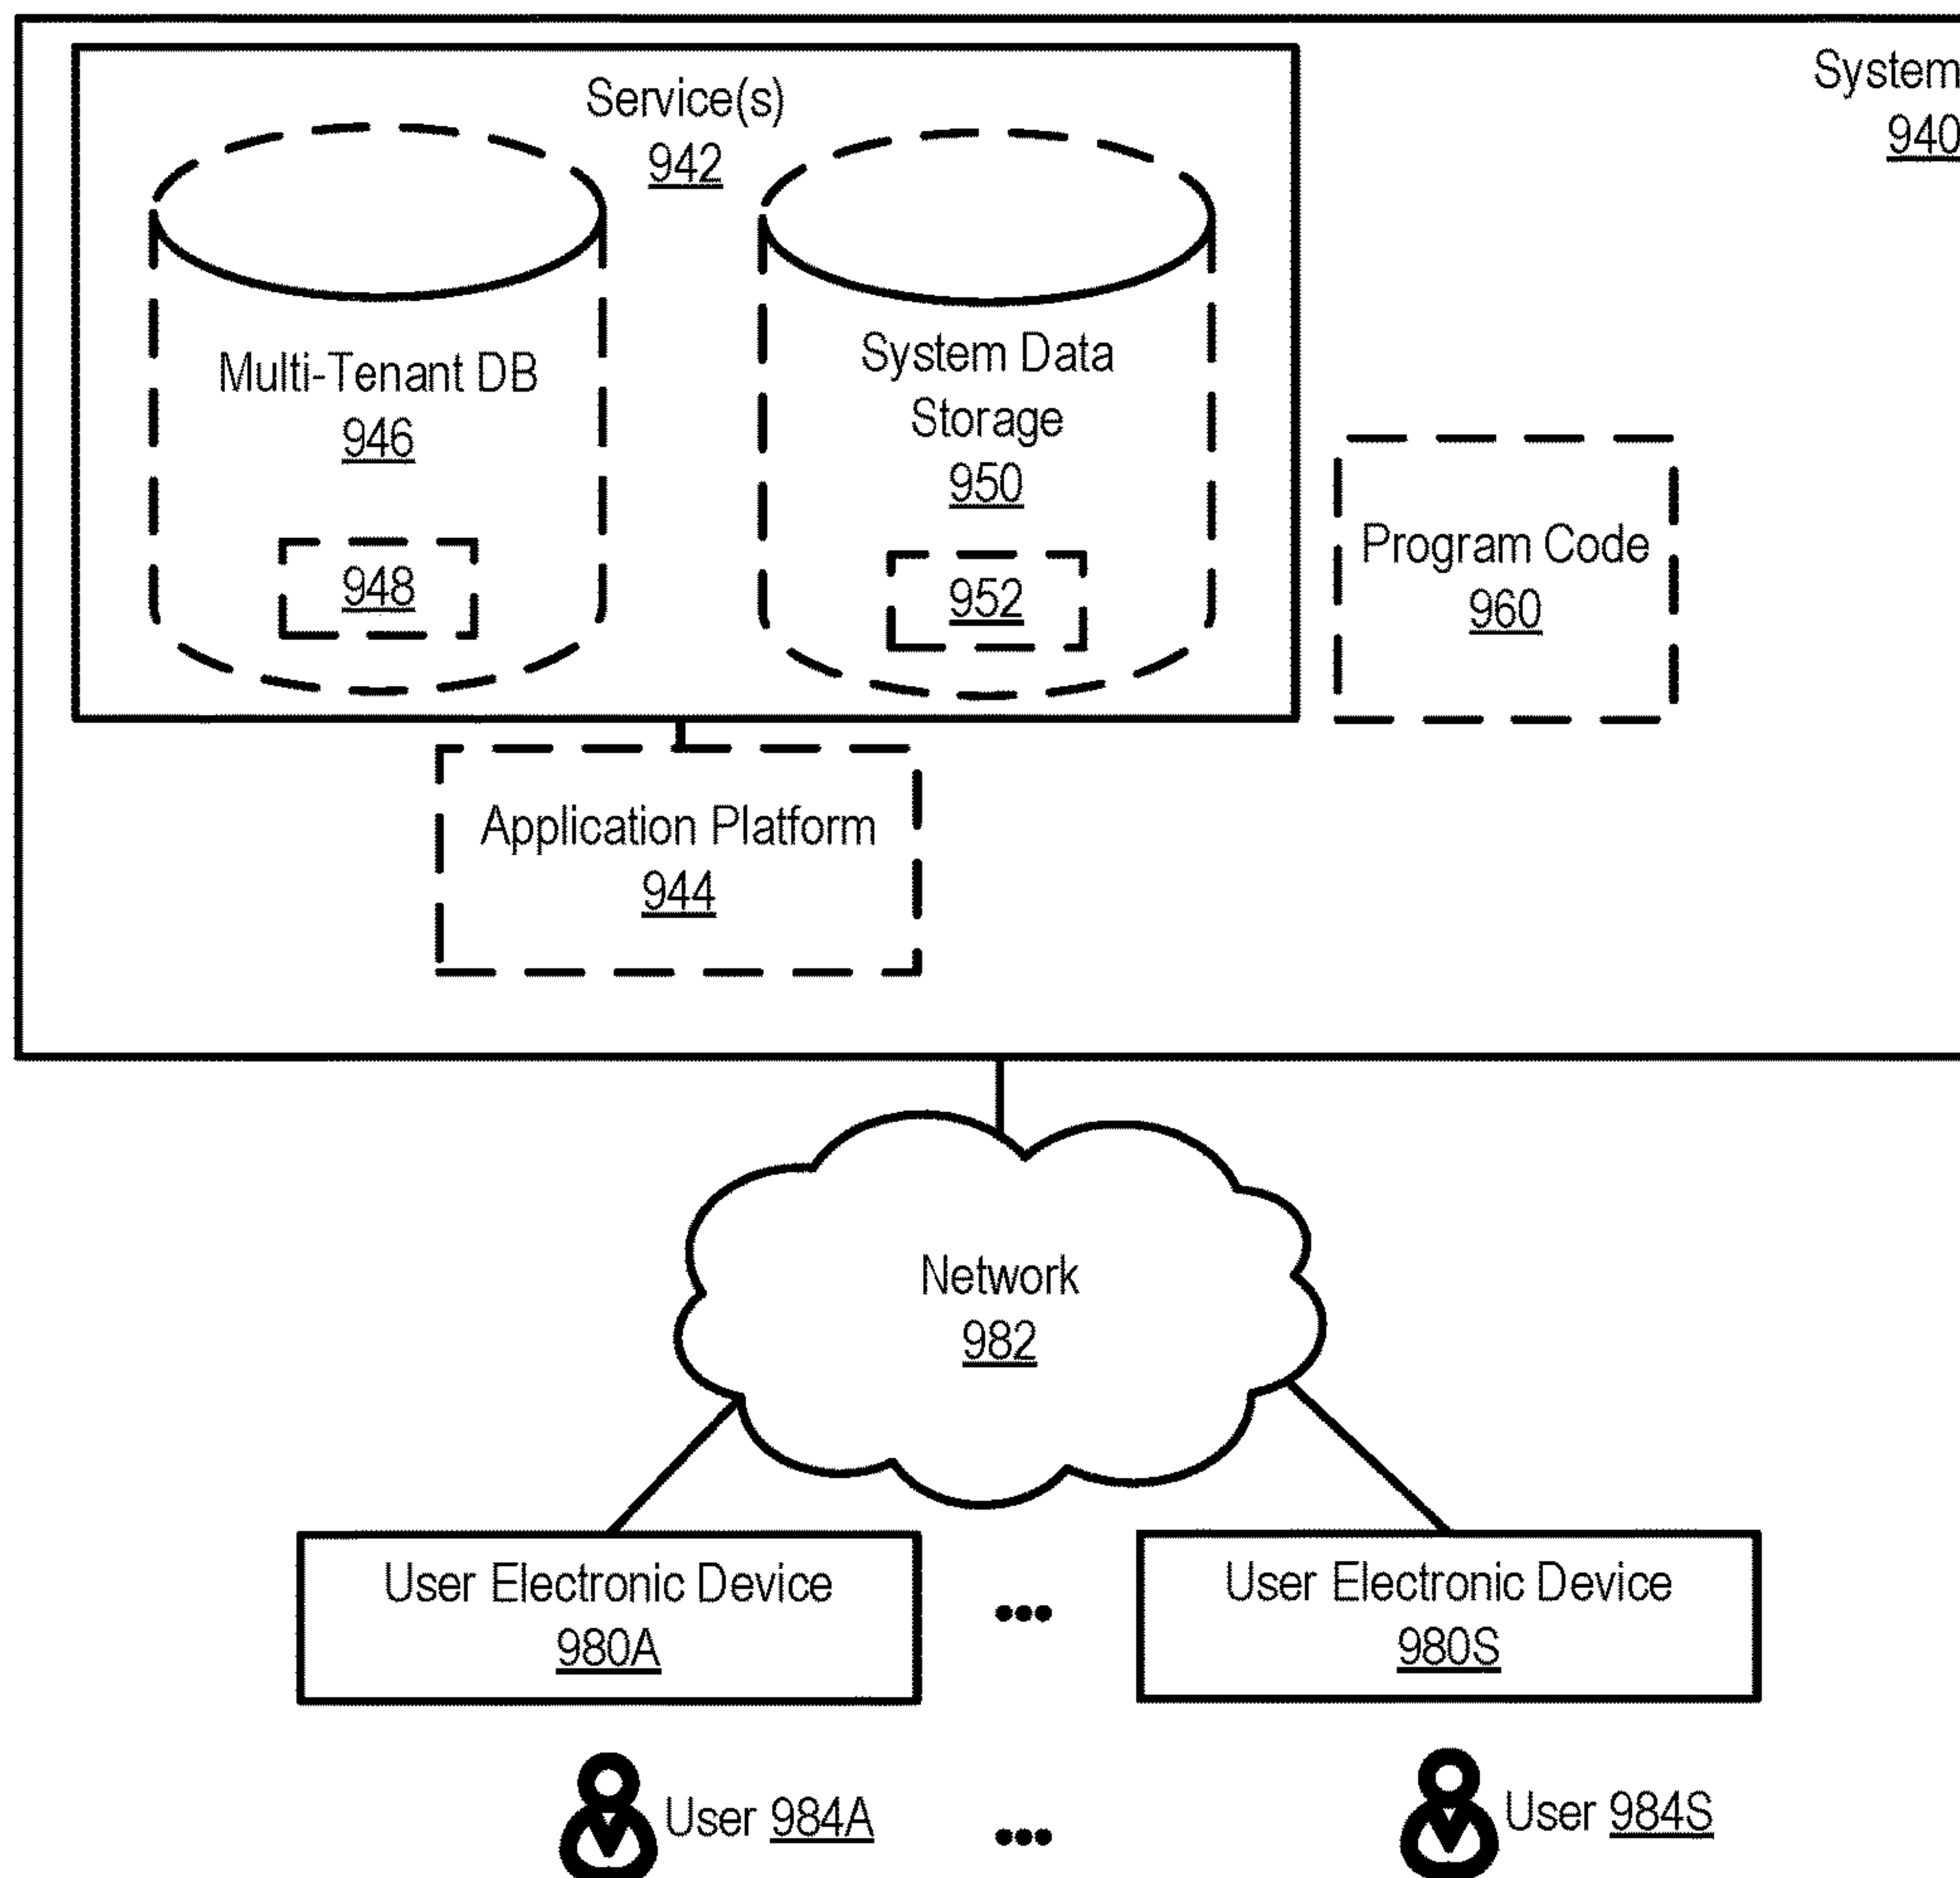 System
940
Service(s)
942
Multi-Tenant DB
946
948
System Data
Storage
950
952
Program Code
960
Application Platform
944
Network
982
User Electronic Device
980A
...
User Electronic Device
980S
User 984A
...
User 984S